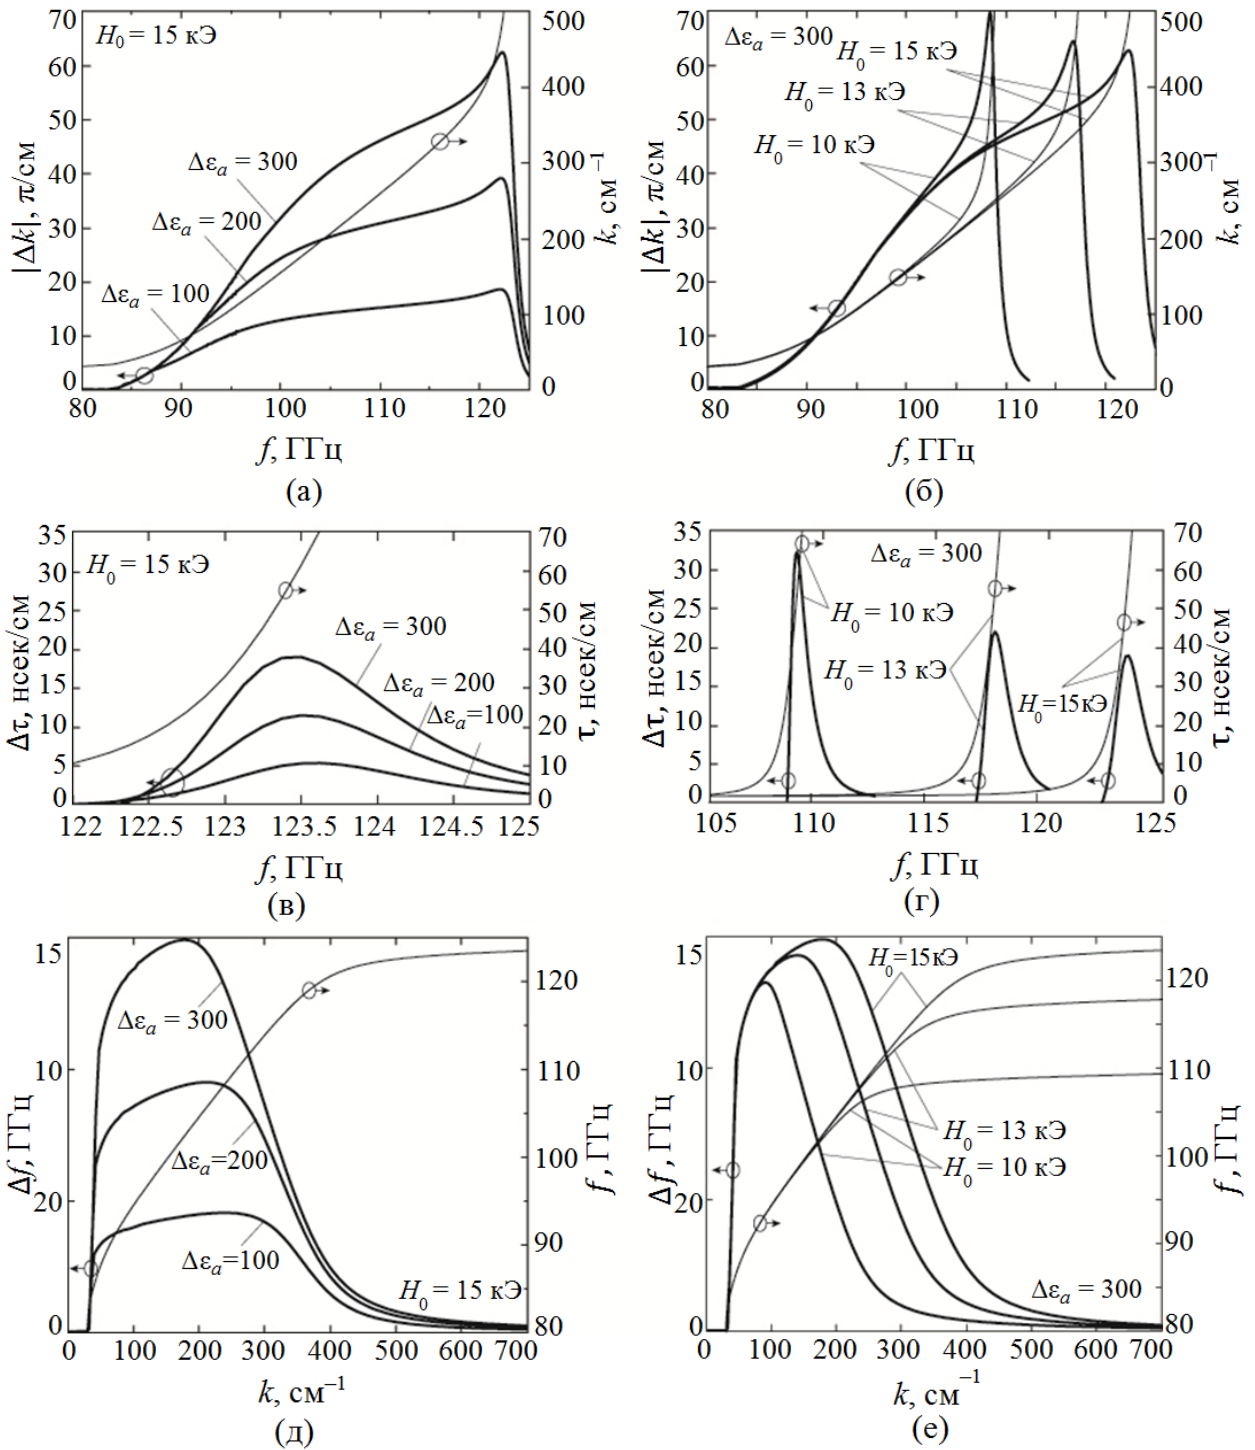 H₀ = 15 кЭ
Δεₐ = 300
Δεₐ = 200
Δεₐ = 100
|Δk|, π/см
70
60
50
40
30
20
10
0
500
400
300
200
100
0
k, см⁻¹
80 90 100 110 120
f, ГГц
(а)
Δεₐ = 300
H₀ = 15 кЭ
H₀ = 13 кЭ
H₀ = 10 кЭ
|Δk|, π/см
70
60
50
40
30
20
10
0
500
400
300
200
100
0
k, см⁻¹
80 90 100 110 120
f, ГГц
(б)
H₀ = 15 кЭ
Δεₐ = 300
Δεₐ = 200
Δεₐ=100
Δτ, нсек/см
35
30
25
20
15
10
5
0
70
60
50
40
30
20
10
0
τ, нсек/см
122 122.5 123 123.5 124 124.5 125
f, ГГц
(в)
Δεₐ = 300
H₀ = 10 кЭ
H₀ = 13 кЭ
H₀=15кЭ
Δτ, нсек/см
35
30
25
20
15
10
5
0
70
60
50
40
30
20
10
0
τ, нсек/см
105 110 115 120 125
f, ГГц
(г)
Δεₐ = 300
Δεₐ=200
Δεₐ=100
H₀ = 15 кЭ
Δf, ГГц
15
10
20
0
120
110
100
90
80
f, ГГц
0 100 200 300 400 500 600 700
k, см⁻¹
(д)
H₀=15кЭ
H₀ = 13 кЭ
H₀ = 10 кЭ
Δεₐ = 300
Δf, ГГц
15
10
20
0
120
110
100
90
80
f, ГГц
0 100 200 300 400 500 600 700
k, см⁻¹
(е)